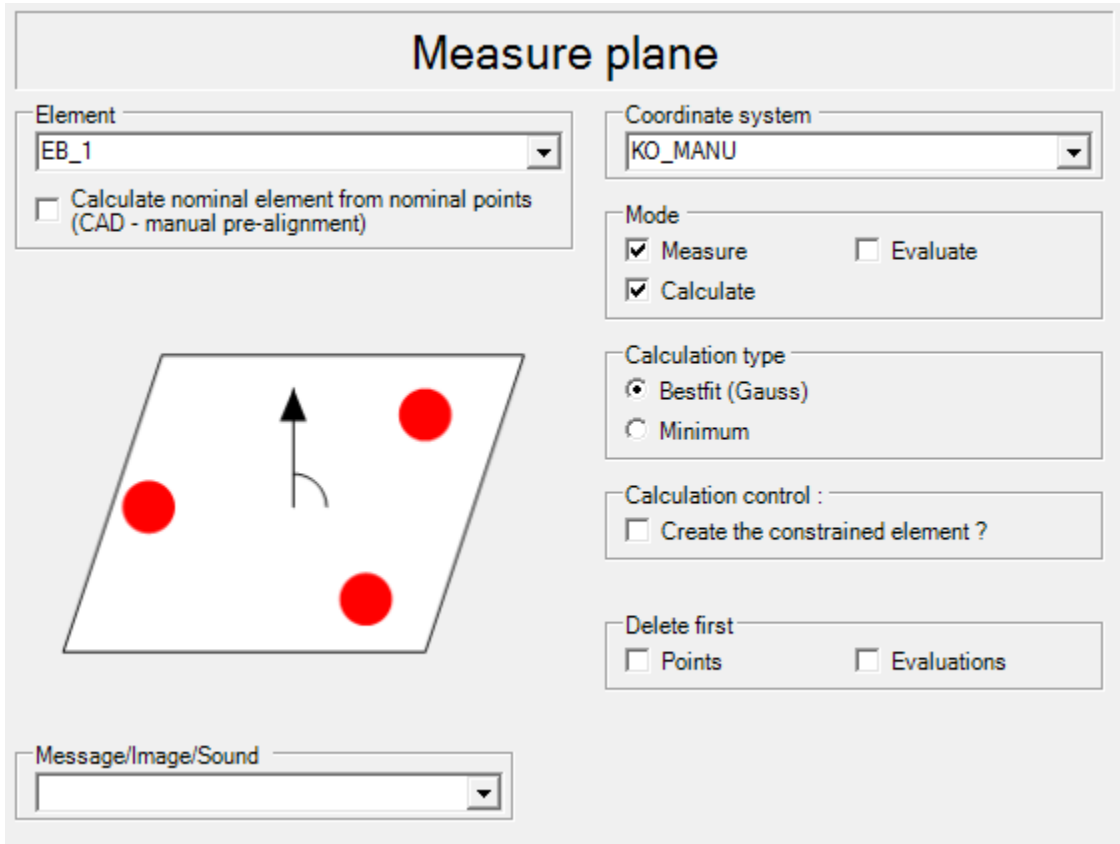 Measure plane
Element
EB_1
Calculate nominal element from nominal points
(CAD - manual pre-alignment)
Coordinate system
KO_MANU
Mode
Measure
Evaluate
Calculate
Calculation type
Bestfit (Gauss)
Minimum
Calculation control :
Create the constrained element ?
Delete first
Points
Evaluations
Message/Image/Sound